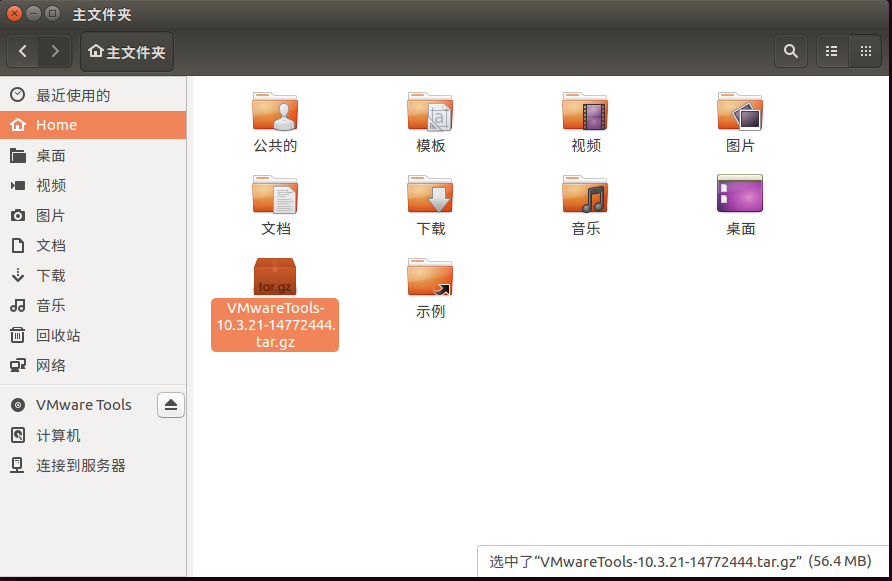 主文件夹
主文件夹
最近使用的
Home
桌面
视频
图片
文档
下载
音乐
回收站
网络
VMware Tools
计算机
连接到服务器
公共的
模板
a
视频
图片
文档
下载
音乐
桌面
tar.gz
VMwareTools-
10.3.21-14772444.
tar.gz
示例
选中了“VMwareTools-10.3.21-14772444.tar.gz” (56.4 MB)